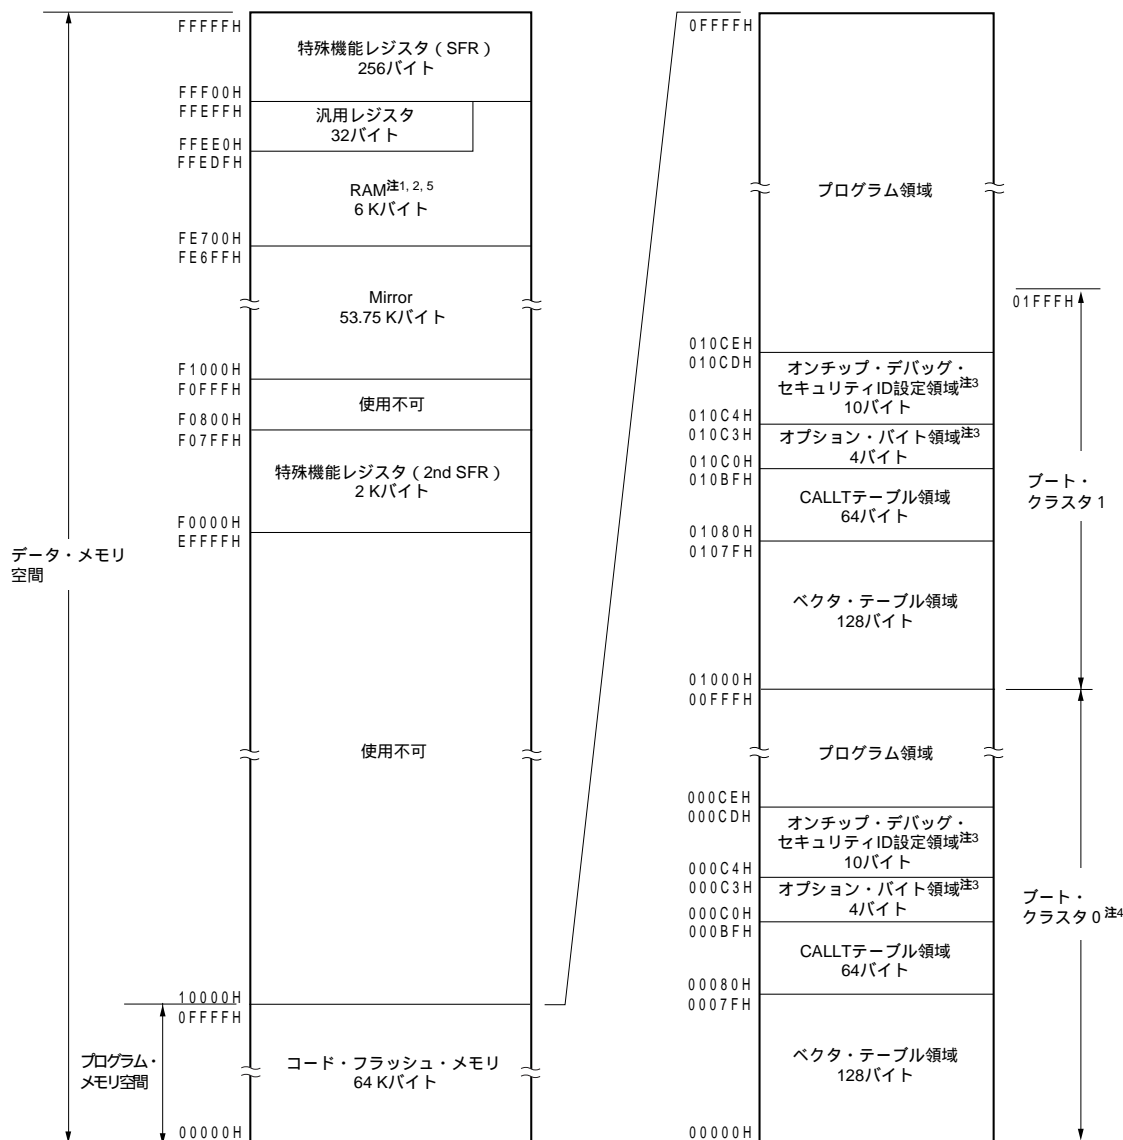 データ・メモリ
空間
プログラム・
メモリ空間
FFFFFH
特殊機能レジスタ（SFR）
256バイト
FFF00H
FFEFFH
汎用レジスタ
32バイト
FFEE0H
FFEDFH
RAM注1, 2, 5
6 Kバイト
FE700H
FE6FFH
Mirror
53.75 Kバイト
F1000H
F0FFFH
使用不可
F0800H
F07FFH
特殊機能レジスタ（2nd SFR）
2 Kバイト
F0000H
EFFFFH
使用不可
10000H
0FFFFH
コード・フラッシュ・メモリ
64 Kバイト
00000H
0FFFFH
プログラム領域
01FFFH
010CEH
010CDH
オンチップ・デバッグ・
セキュリティID設定領域注3
10バイト
010C4H
010C3H
オプション・バイト領域注3
4バイト
010C0H
010BFH
CALLTテーブル領域
64バイト
01080H
0107FH
ベクタ・テーブル領域
128バイト
01000H
00FFFH
ブート・
クラスタ1
プログラム領域
000CEH
000CDH
オンチップ・デバッグ・
セキュリティID設定領域注3
10バイト
000C4H
000C3H
オプション・バイト領域注3
4バイト
000C0H
000BFH
CALLTテーブル領域
64バイト
00080H
0007FH
ベクタ・テーブル領域
128バイト
00000H
ブート・
クラスタ0注4